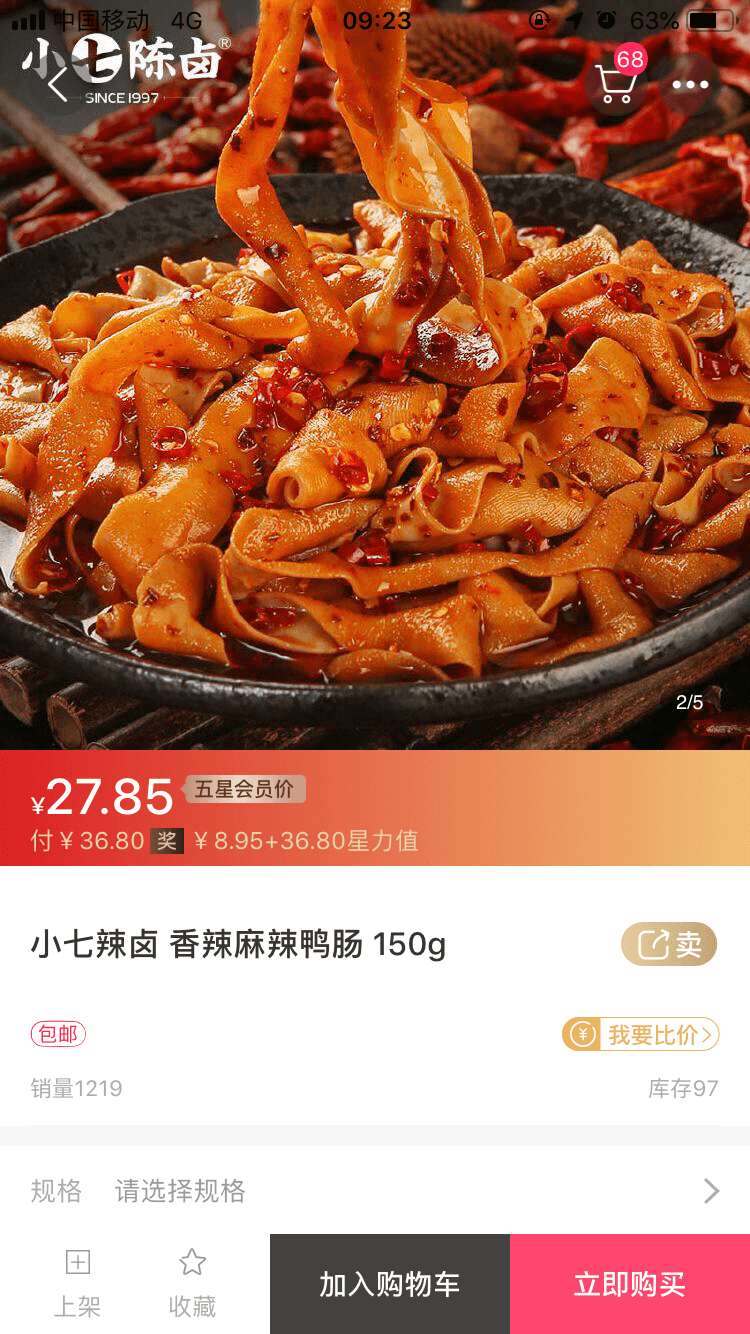 中国移动 4G 09:23 63%
小七陈卤®
SINCE 1997
68
2/5
¥27.85 五星会员价
付¥36.80 奖 ¥8.95+36.80星力值
小七辣卤 香辣麻辣鸭肠 150g
卖
包邮
¥ 我要比价
销量1219
库存97
规格 请选择规格
上架
收藏
加入购物车
立即购买